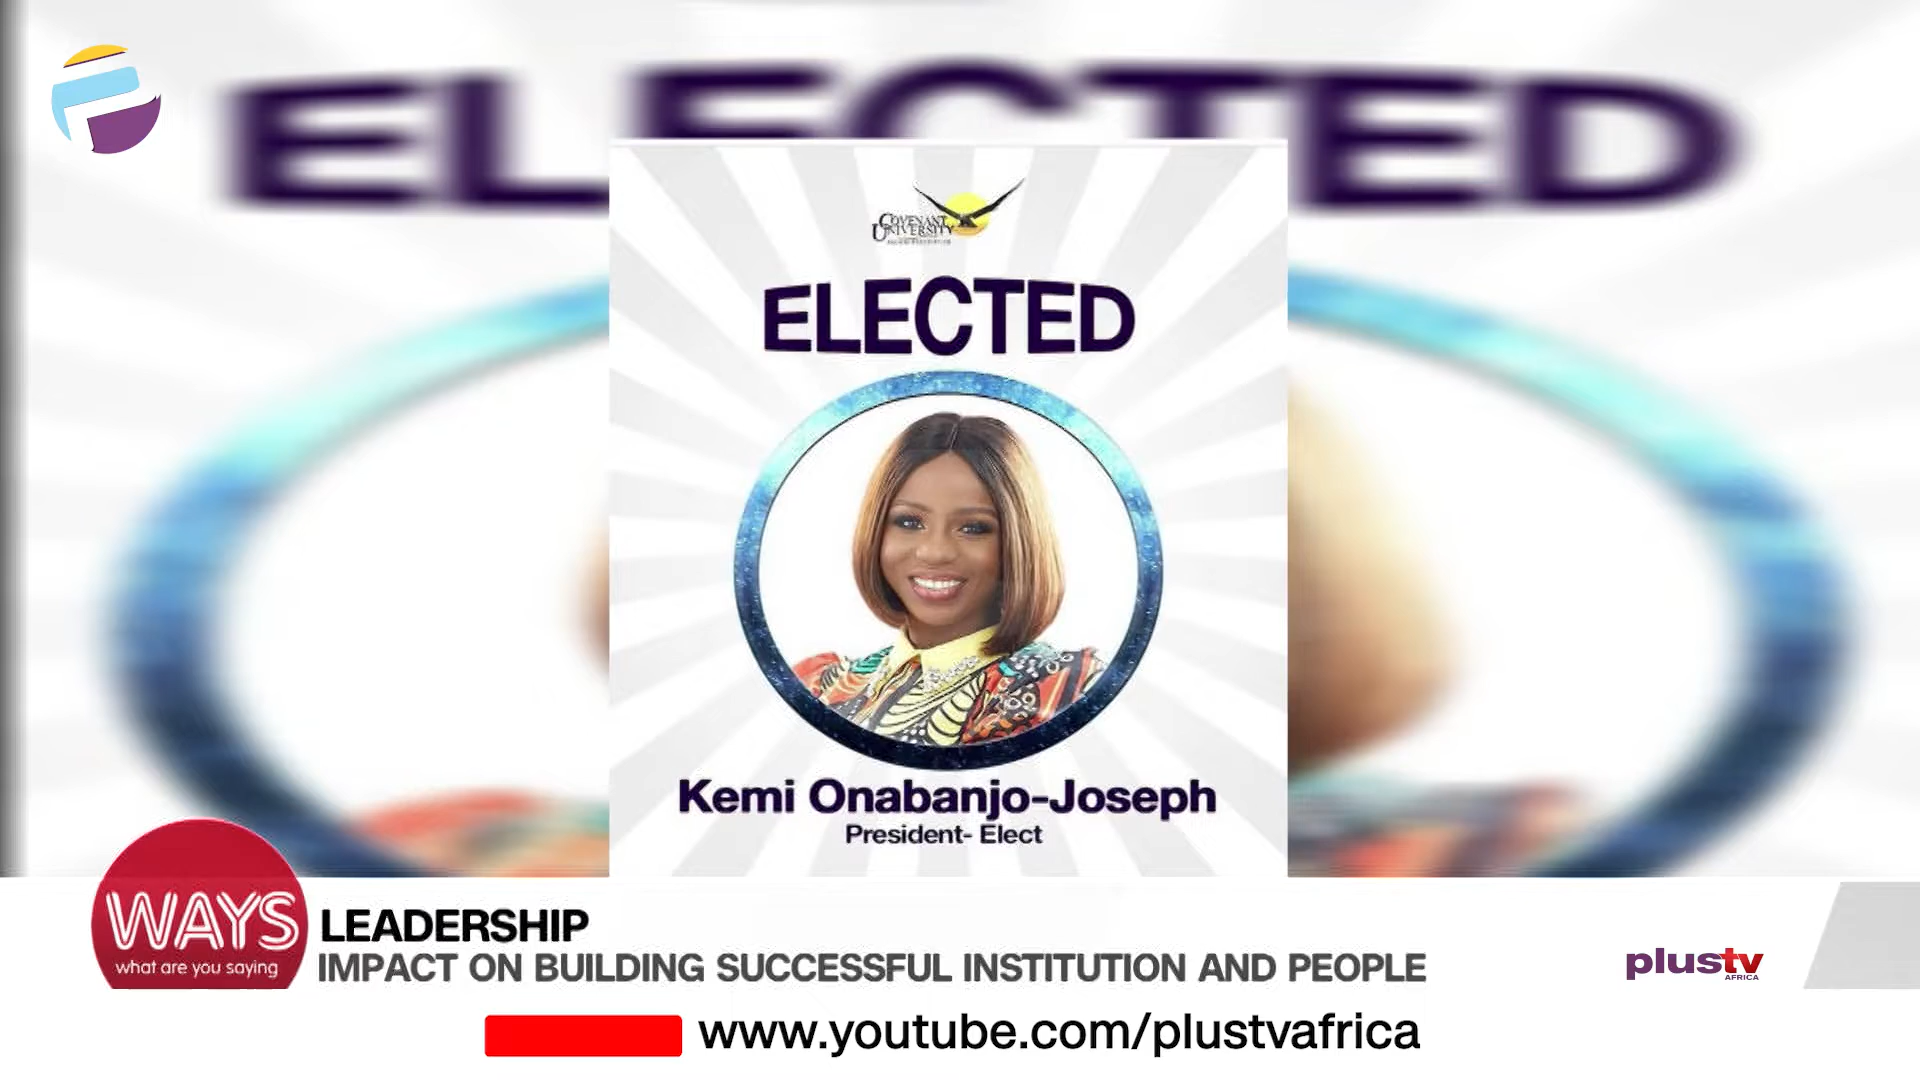 ELECTED
COVENANT
UNIVERSITY
ELECTED
Kemi Onabanjo-Joseph
President- Elect
WAYS
what are you saying
LEADERSHIP
IMPACT ON BUILDING SUCCESSFUL INSTITUTION AND PEOPLE
plustv
AFRICA
www.youtube.com/plustvafrica